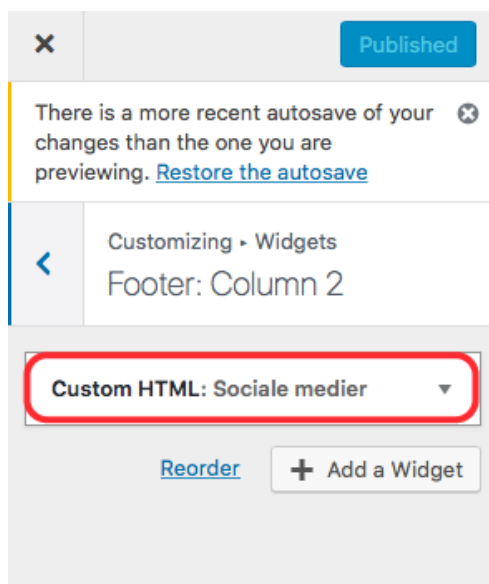 Published
There is a more recent autosave of your
changes than the one you are
previewing. Restore the autosave
Customizing ▸ Widgets
Footer: Column 2
Custom HTML: Sociale medier
Reorder
Add a Widget